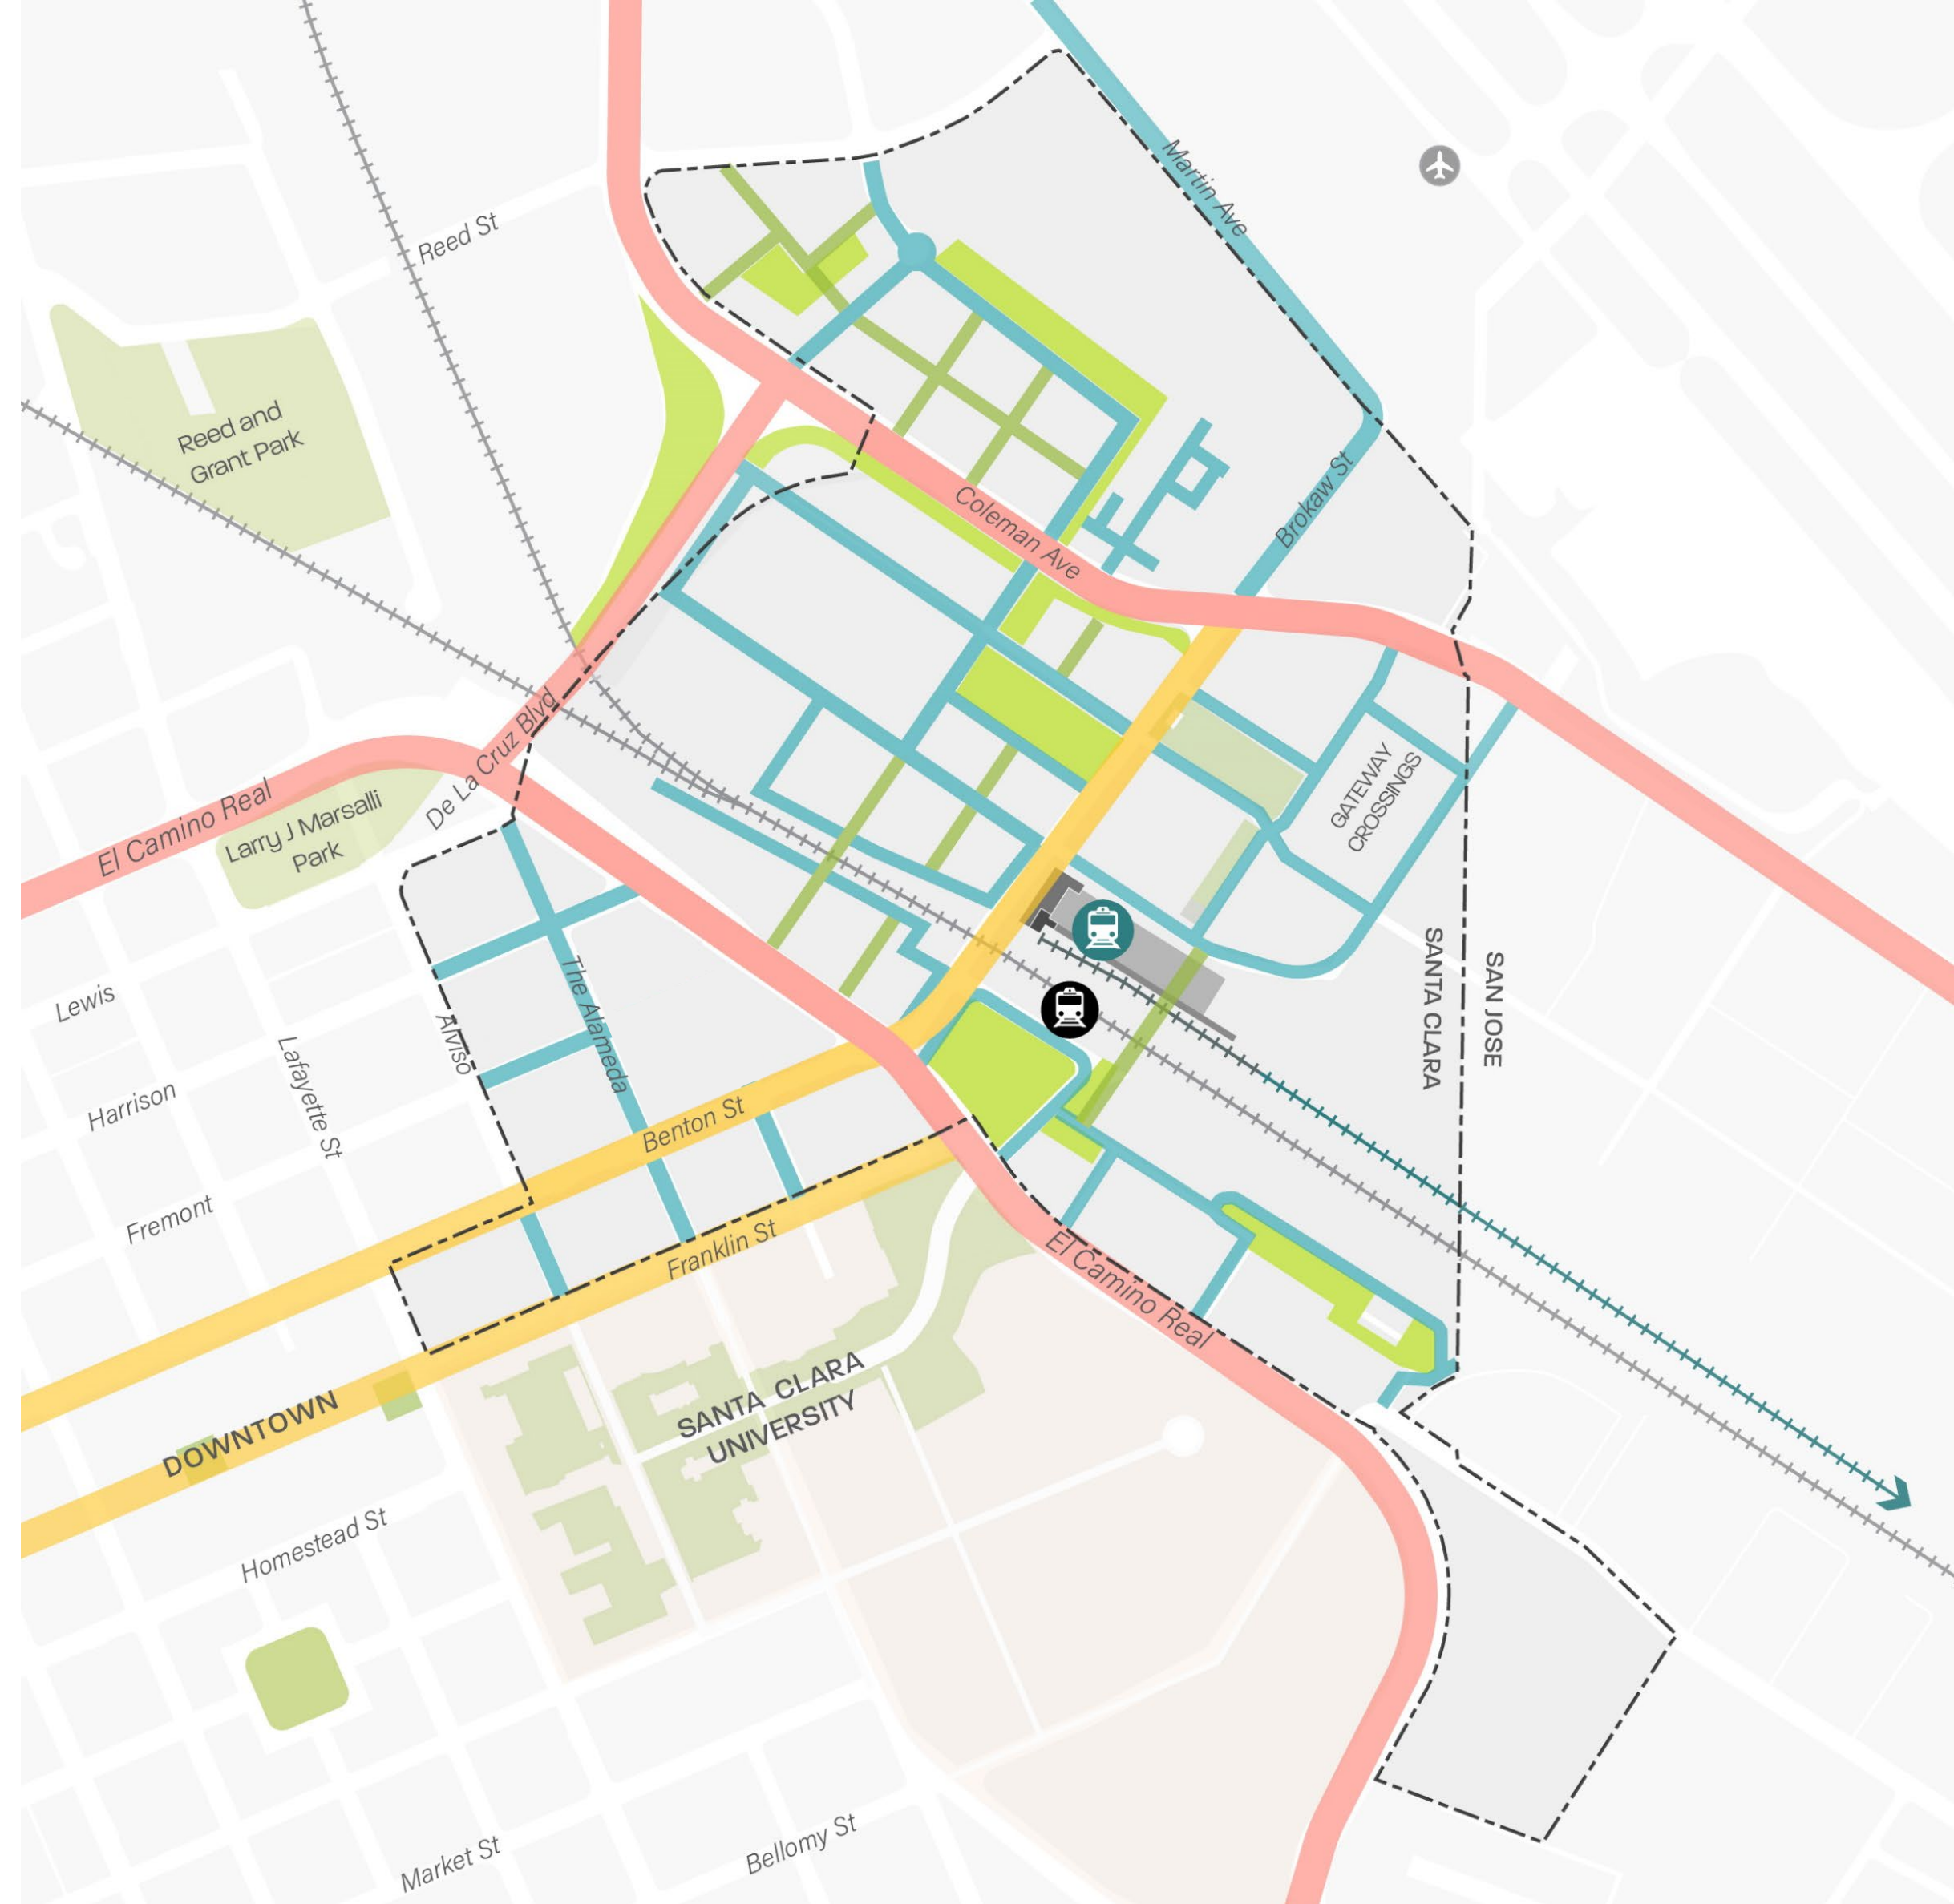 Martin Ave
Reed St
Reed and
Grant Park
Brokaw St
Coleman Ave
De La Cruz Blvd
El Camino Real
Larry J Marsalli
Park
GATEWAY
CROSSINGS
SANTA CLARA
SAN JOSE
The Alameda
Lewis
Alviso
Lafayette St
Harrison
Benton St
Fremont
Franklin St
El Camino Real
SANTA CLARA
UNIVERSITY
DOWNTOWN
Homestead St
Market St
Bellomy St